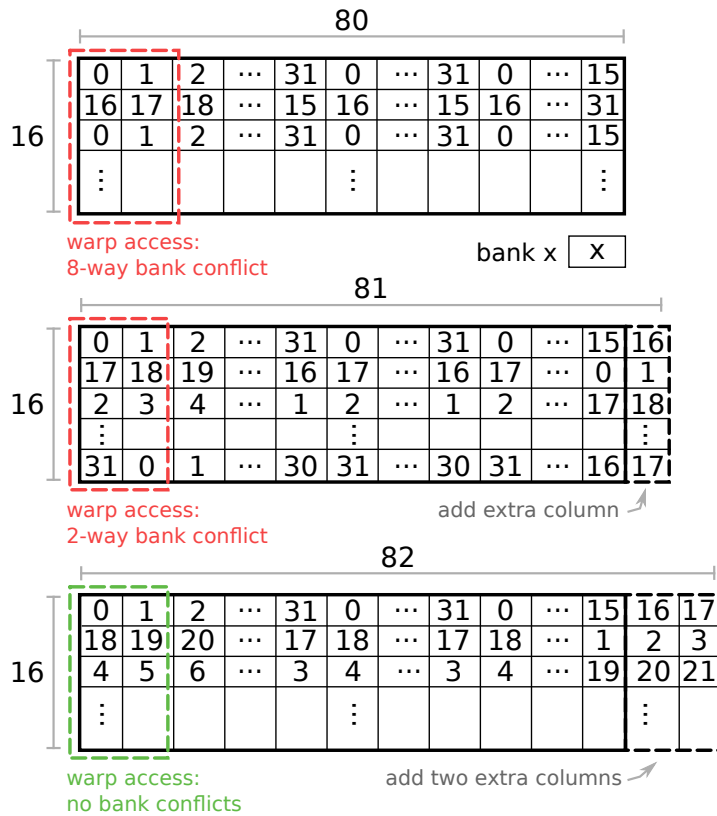 80
0 1 2 ... 31 0 ... 31 0 ... 15
16 17 18 ... 15 16 ... 15 16 ... 31
16
0 1 2 ... 31 0 ... 31 0 ... 15
⋮ ⋮ ⋮
warp access:
8-way bank conflict
bank x x
81
0 1 2 ... 31 0 ... 31 0 ... 15 16
17 18 19 ... 16 17 ... 16 17 ... 0 1
16
2 3 4 ... 1 2 ... 1 2 ... 17 18
⋮ ⋮ ⋮
31 0 1 ... 30 31 ... 30 31 ... 16 17
warp access:
2-way bank conflict
add extra column
82
0 1 2 ... 31 0 ... 31 0 ... 15 16 17
18 19 20 ... 17 18 ... 17 18 ... 1 2 3
16
4 5 6 ... 3 4 ... 3 4 ... 19 20 21
⋮ ⋮ ⋮
warp access:
no bank conflicts
add two extra columns